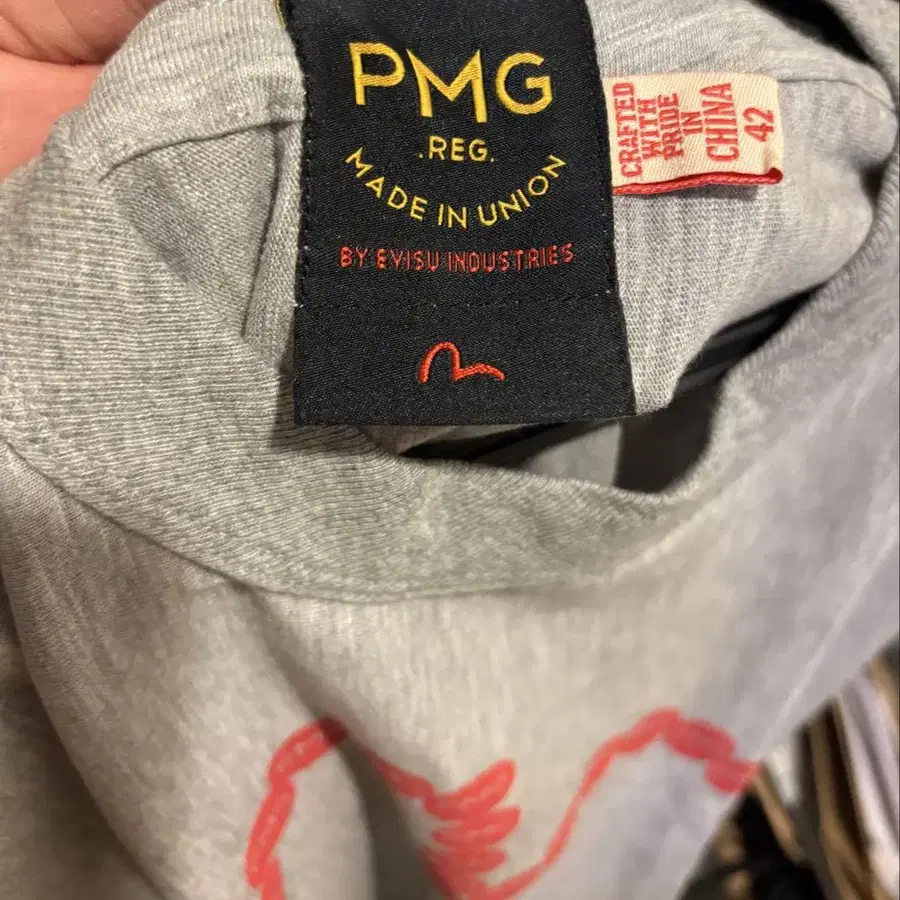 PMG
.REG.
MADE IN UNION
BY EVISU INDUSTRIES
CRAFTED
WITH
PRIDE
IN
CHINA
42